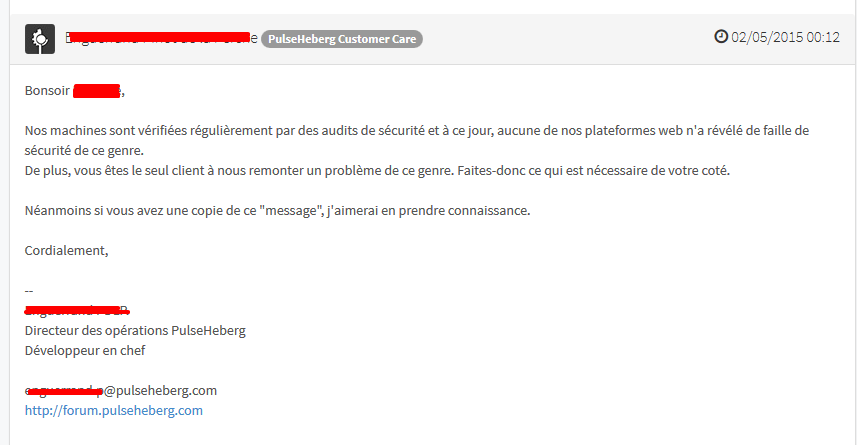 PulseHeberg Customer Care
02/05/2015 00:12
Bonsoir
Nos machines sont vérifiées régulièrement par des audits de sécurité et à ce jour, aucune de nos plateformes web n'a révélé de faille de
sécurité de ce genre.
De plus, vous êtes le seul client à nous remonter un problème de ce genre. Faites-donc ce qui est nécessaire de votre coté.
Néanmoins si vous avez une copie de ce "message", j'aimerai en prendre connaissance.
Cordialement,
--
Directeur des opérations PulseHeberg
Développeur en chef
@pulseheberg.com
http://forum.pulseheberg.com